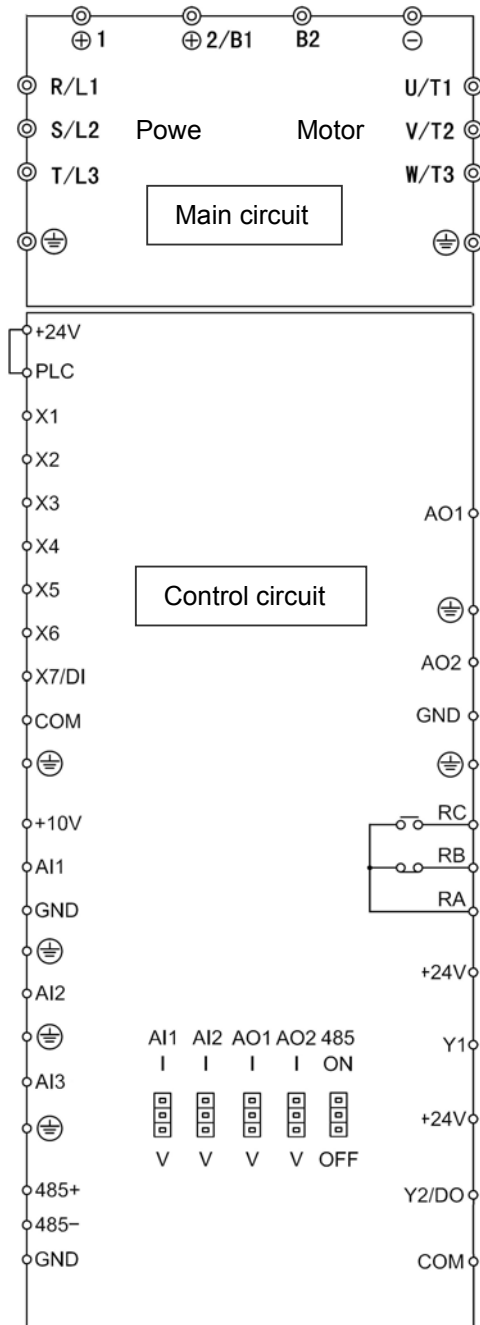 ⊕1 ⊕2/B1 B2 ⊖
R/L1 U/T1
S/L2 Powe Motor V/T2
T/L3 W/T3
Main circuit
+24V
PLC
X1
X2
X3
AO1
X4
Control circuit
X5
X6
AO2
X7/DI
GND
COM
RC
+10V
RB
AI1
RA
GND
+24V
AI2
AI1 AI2 AO1 AO2 485
Y1
I I I I ON
AI3
+24V
V V V V OFF
485+
Y2/DO
485−
GND
COM